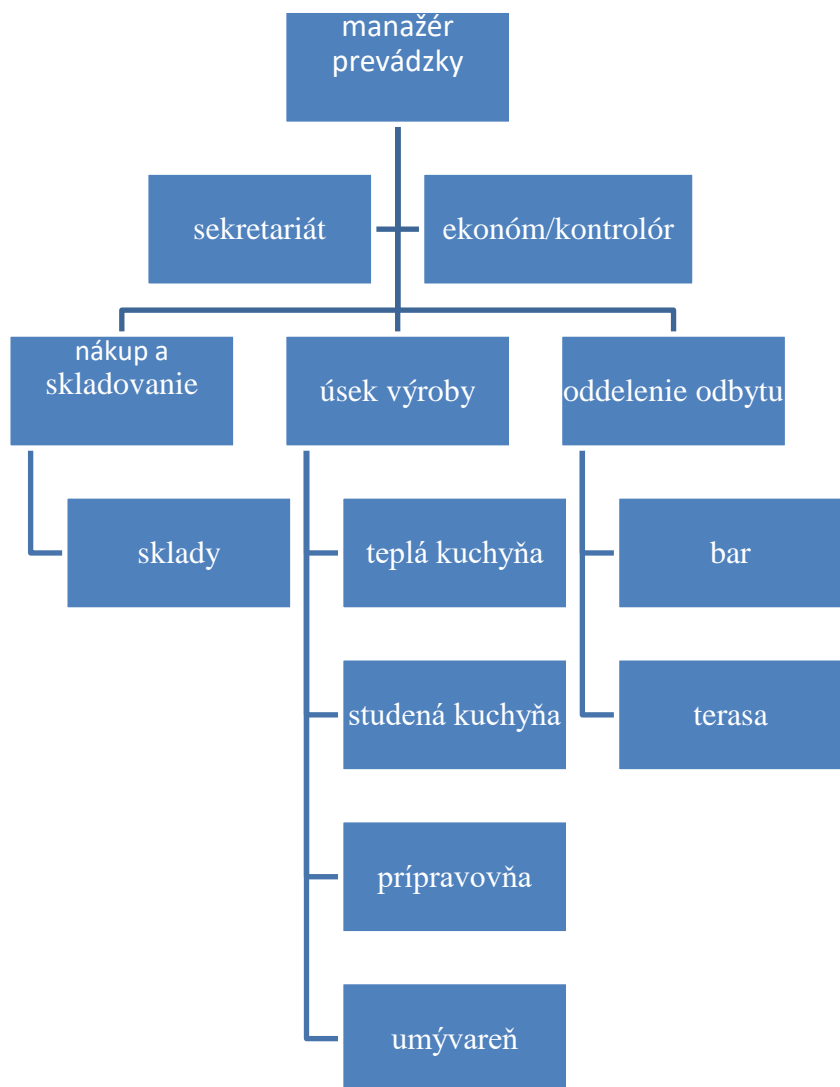 manažér
prevádzky
sekretariát
ekonóm/kontrolór
nákup a
skladovanie
úsek výroby
oddelenie odbytu
sklady
teplá kuchyňa
bar
studená kuchyňa
terasa
prípravovňa
umývareň